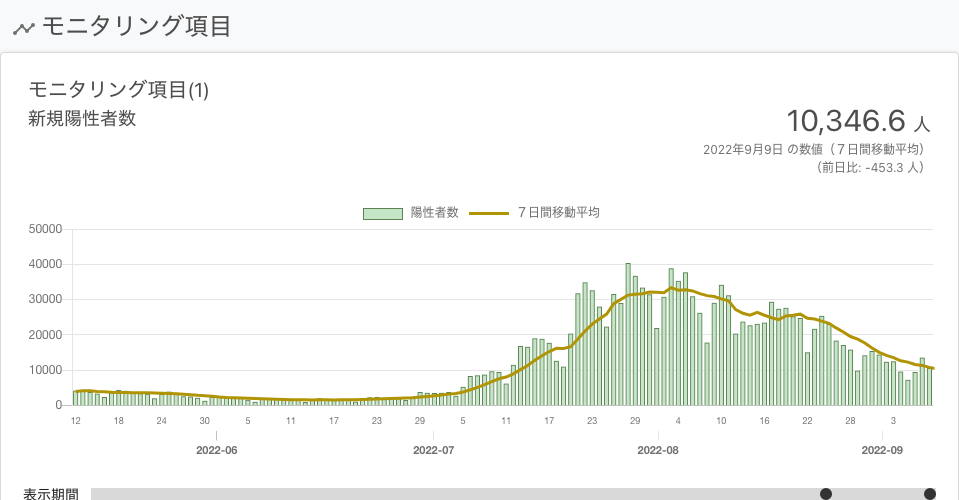 モニタリング項目
モニタリング項目(1)
新規陽性者数
10,346.6 人
2022年9月9日 の数値（７日間移動平均）
（前日比: -453.3 人）
陽性者数 ７日間移動平均
50000
40000
30000
20000
10000
0
12 18 24 30 5 11 17 23 29 5 11 17 23 29 4 10 16 22 28 3
2022-06 2022-07 2022-08 2022-09
表示期間